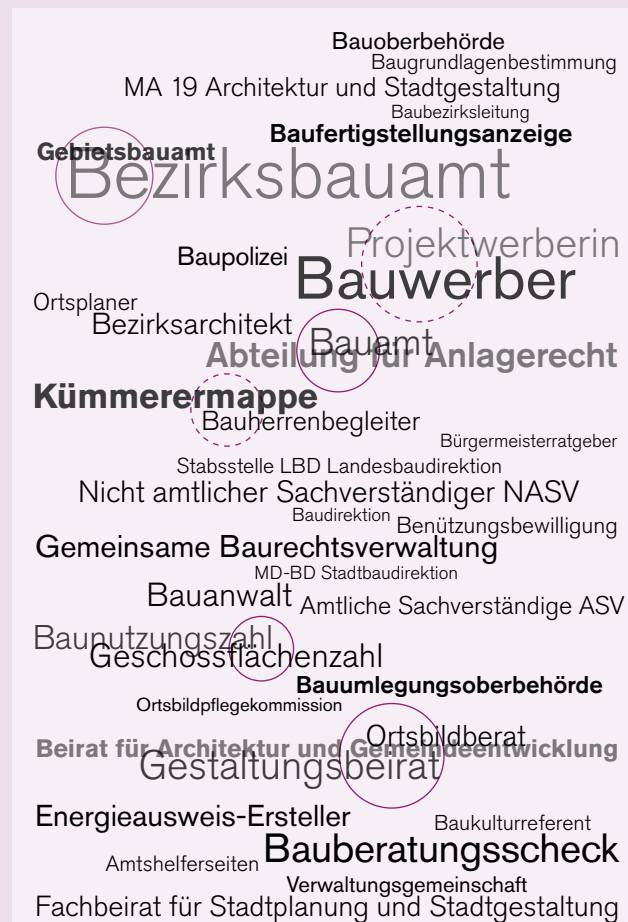 Bauoberbehörde
Baugrundlagenbestimmung
MA 19 Architektur und Stadtgestaltung
Baubezirksleitung
Baufertigstellungsanzeige
Gebietsbauamt
Bezirksbauamt
Projektwerberin
Baupolizei
Bauwerber
Ortsplaner
Bezirksarchitekt
Bauamt
Abteilung für Anlagerecht
Kümmerermappe
Bauherrenbegleiter
Bürgermeisterratgeber
Stabsstelle LBD Landesbaudirektion
Nicht amtlicher Sachverständiger NASV
Baudirektion
Benützungsbewilligung
Gemeinsame Baurechtsverwaltung
MD-BD Stadtbaudirektion
Bauanwalt
Amtliche Sachverständige ASV
Baunutzungszahl
Geschossflächenzahl
Bauumlegungsoberbehörde
Ortsbildpflegekommission
Ortsbildberat
Beirat für Architektur und Gemeindeentwicklung
Gestaltungsbeirat
Energieausweis-Ersteller
Baukulturreferent
Bauberatungsscheck
Amtshelferseiten
Verwaltungsgemeinschaft
Fachbeirat für Stadtplanung und Stadtgestaltung